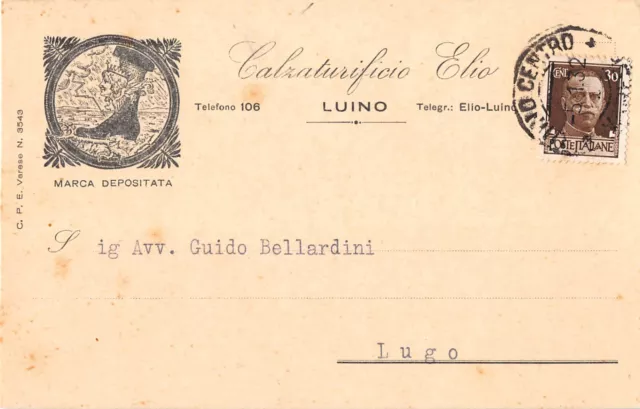 Calzaturificio Elio
Telefono 106
LUINO
Telegr.: Elio-Luino
MARCA DEPOSITATA
C. P. E. Varese N. 3543
CENT. 30
POSTE ITALIANE
CENTRO
Sig Avv. Guido Bellardini
Lugo